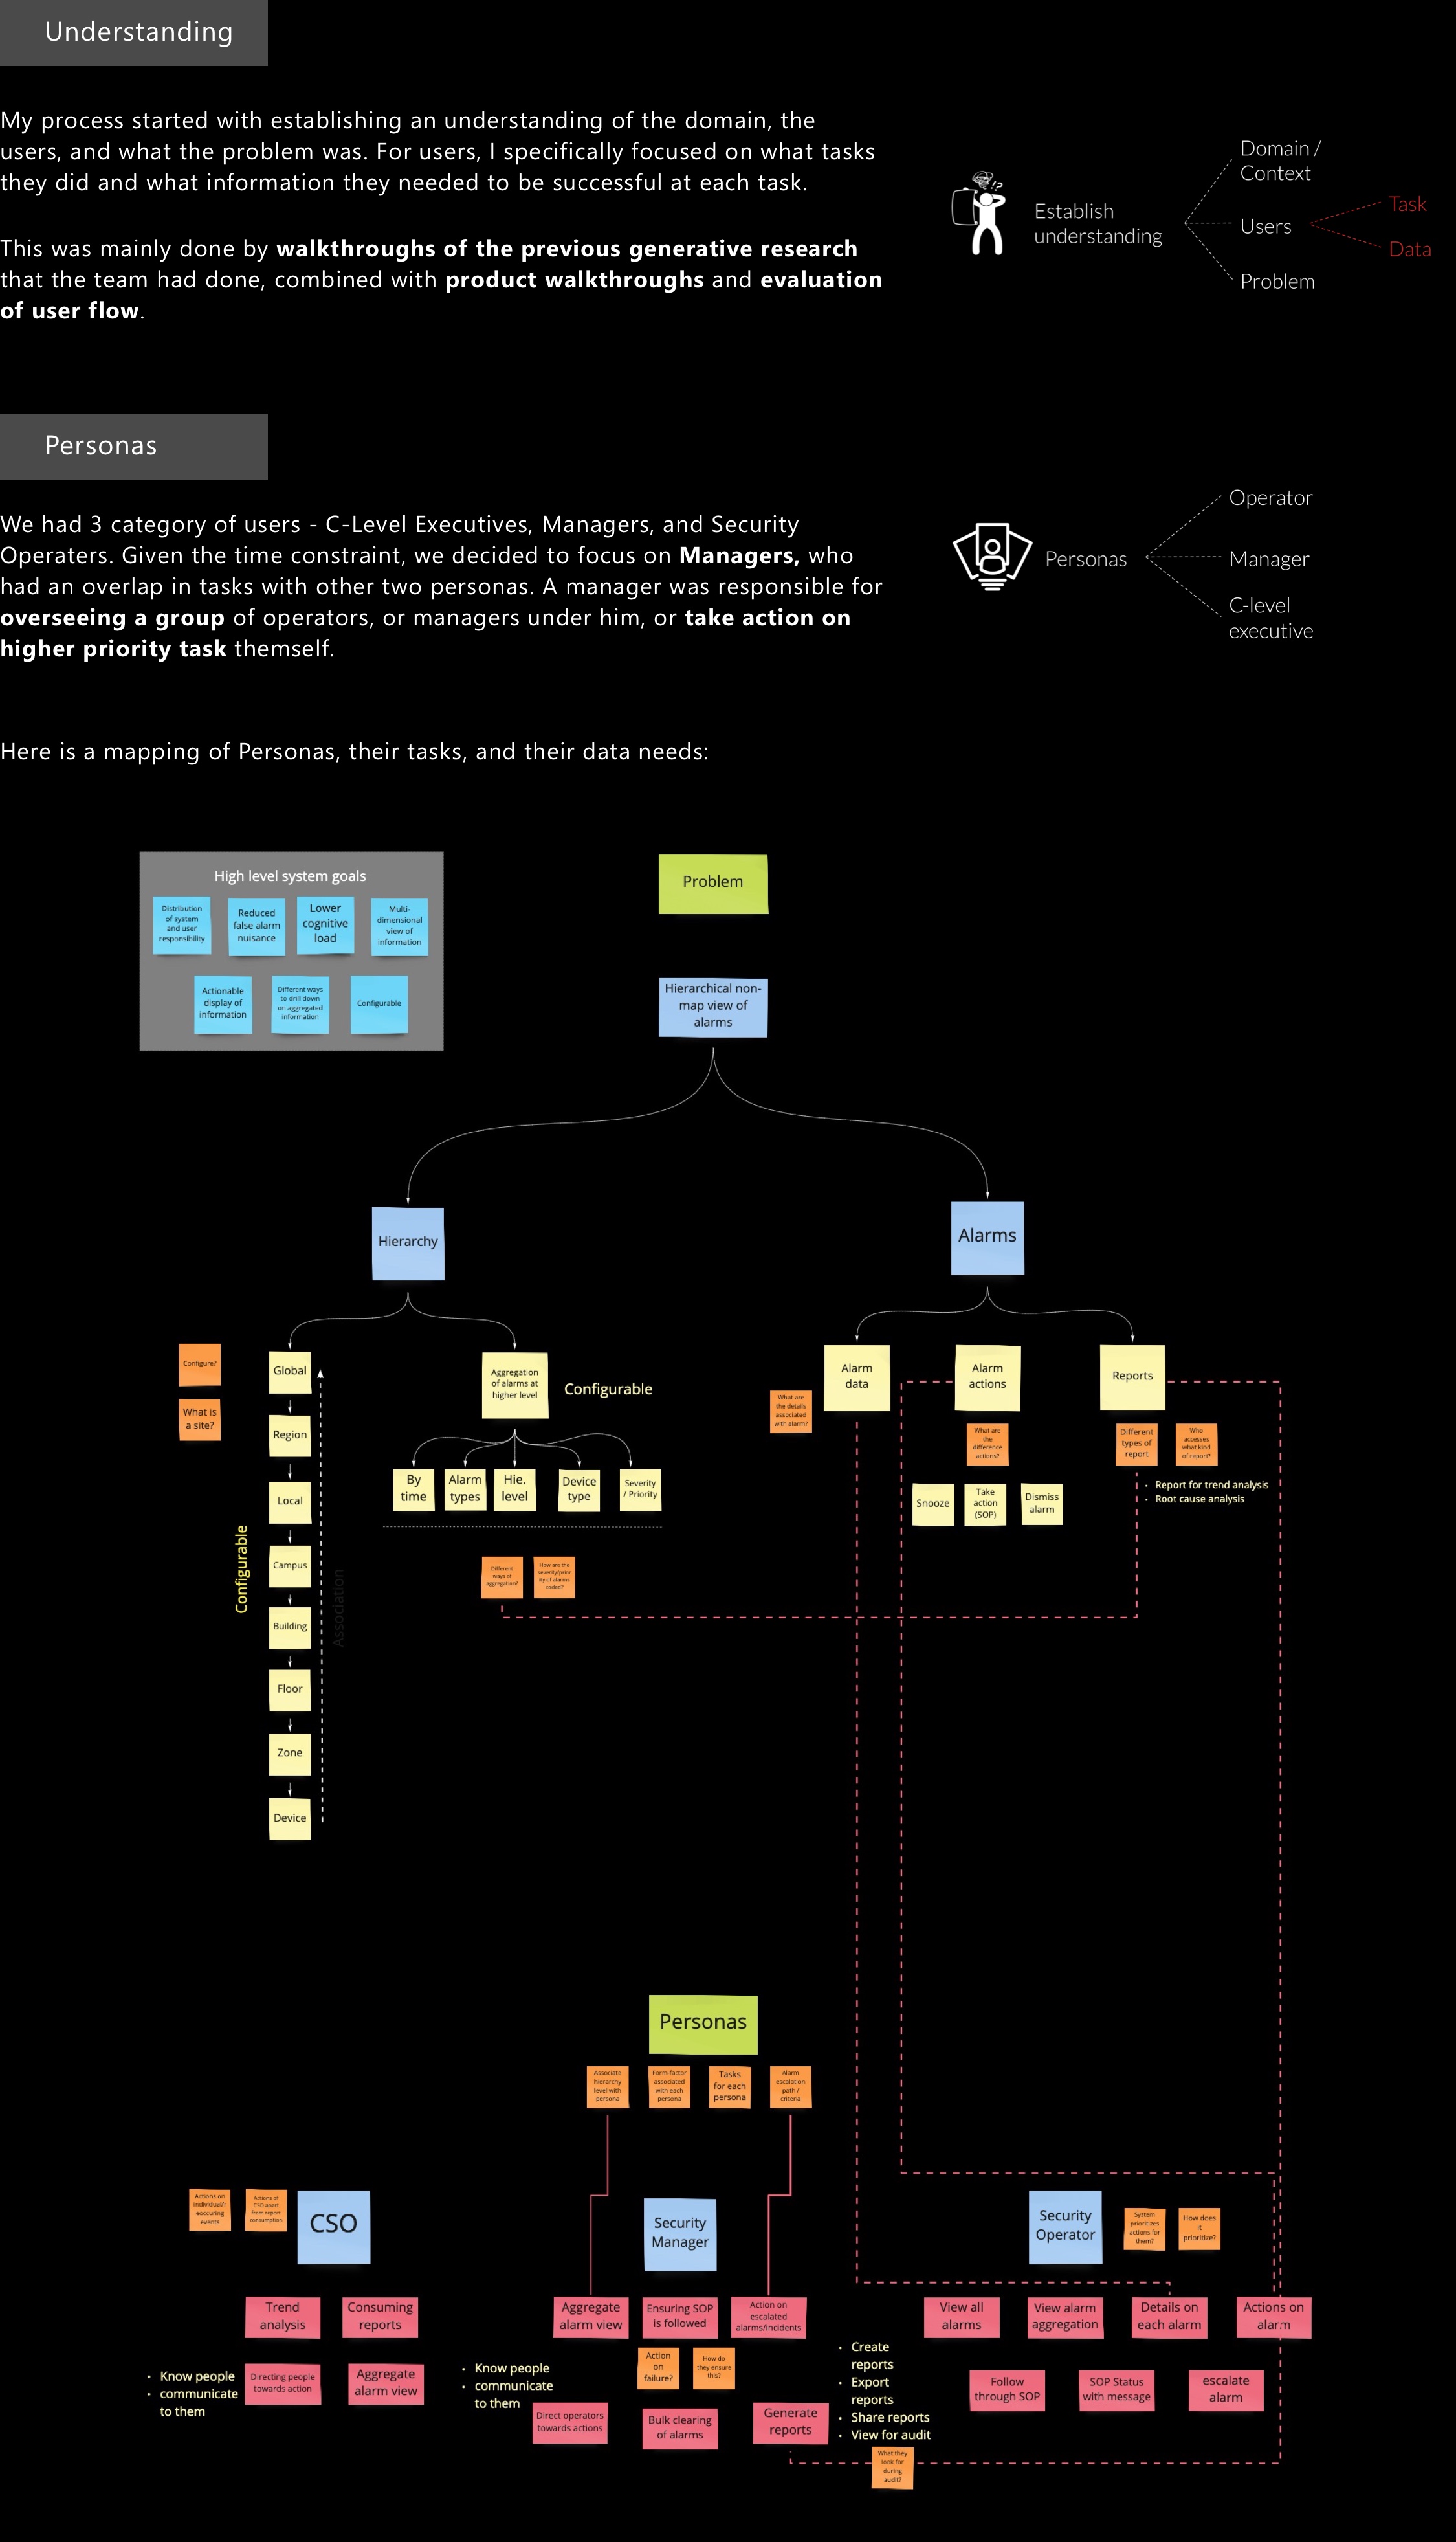 Understanding
My process started with establishing an understanding of the domain, the
users, and what the problem was. For users, I specifically focused on what tasks
they did and what information they needed to be successful at each task.
This was mainly done by walkthroughs of the previous generative research
that the team had done, combined with product walkthroughs and evaluation
of user flow.
!?
Establish
understanding
Domain /
Context
Users
Problem
Task
Data
Personas
We had 3 category of users - C-Level Executives, Managers, and Security
Operaters. Given the time constraint, we decided to focus on Managers, who
had an overlap in tasks with other two personas. A manager was responsible for
overseeing a group of operators, or managers under him, or take action on
higher priority task themself.
Personas
Operator
Manager
C-level
executive
Here is a mapping of Personas, their tasks, and their data needs:
High level system goals
Distribution
of system
and user
responsibility
Reduced
false alarm
nuisance
Lower
cognitive
load
Multi-
dimensional
view of
information
Actionable
display of
information
Different ways
to drill down
on aggregated
information
Configurable
Problem
Hierarchical non-
map view of
alarms
Hierarchy
Alarms
Configure?
What is
a site?
Global
Region
Local
Campus
Building
Floor
Zone
Device
Configurable
Association
Aggregation
of alarms at
higher level
Configurable
By
time
Alarm
types
Hie.
level
Device
type
Severity
/ Priority
Different
ways of
aggregation?
How are the
severity/prior
ity of alarms
coded?
Alarm
data
What are
the details
associated
with alarm?
Alarm
actions
What are
the
difference
actions?
Snooze
Take
action
(SOP)
Dismiss
alarm
Reports
Different
types of
report
Who
accesses
what kind
of report?
• Report for trend analysis
• Root cause analysis
Personas
Associate
hierarchy
level with
persona
Form-factor
associated
with each
persona
Tasks
for each
persona
Alarm
escalation
path /
criteria
Actions on
individual/r
eoccuring
events
Actions of
CSO apart
from report
consumption
CSO
Trend
analysis
Consuming
reports
• Know people
• communicate
to them
Directing people
towards action
Aggregate
alarm view
Security
Manager
Aggregate
alarm view
Ensuring SOP
is followed
Action on
escalated
alarms/incidents
Action
on
failure?
How do
they ensure
this?
• Know people
• communicate
to them
Direct operators
towards actions
Bulk clearing
of alarms
Generate
reports
• Create
reports
• Export
reports
• Share reports
• View for audit
What they
look for
during
audit?
Security
Operator
System
prioritizes
actions for
them?
How does
it
prioritize?
View all
alarms
View alarm
aggregation
Details on
each alarm
Actions on
alarm
Follow
through SOP
SOP Status
with message
escalate
alarm